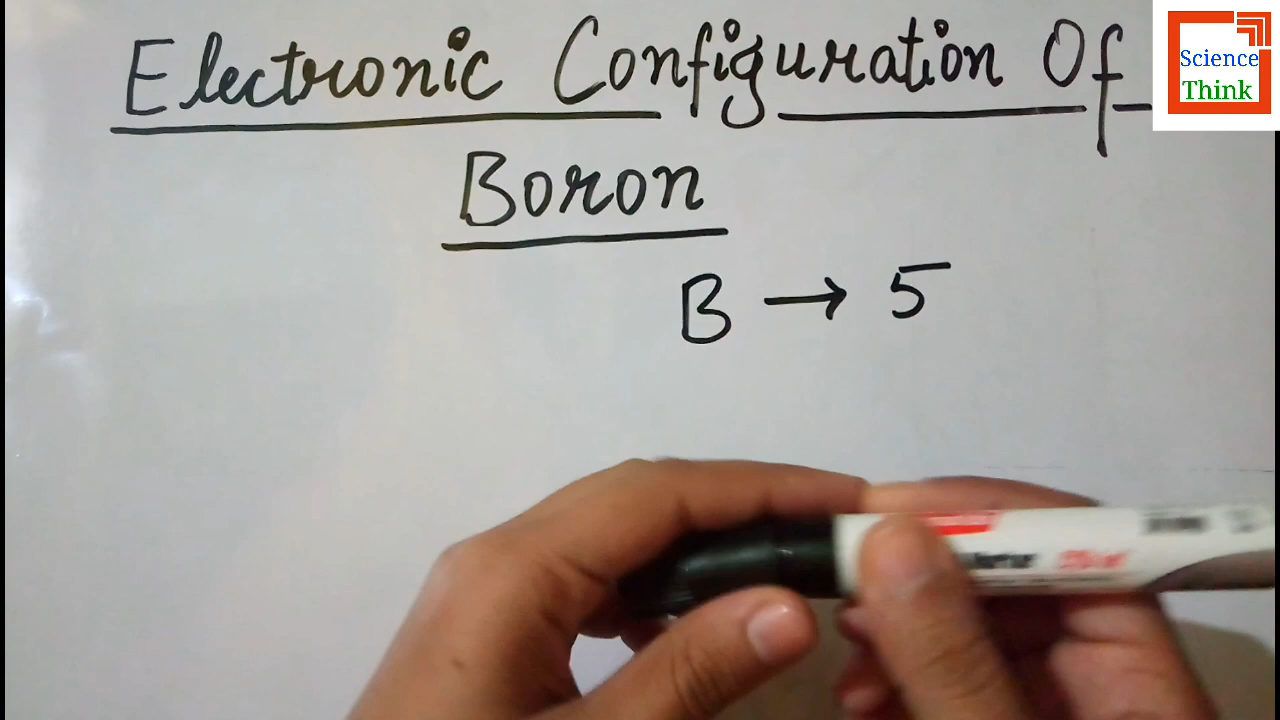 Electronic Configuration Of
Boron
B → 5
Science
Think